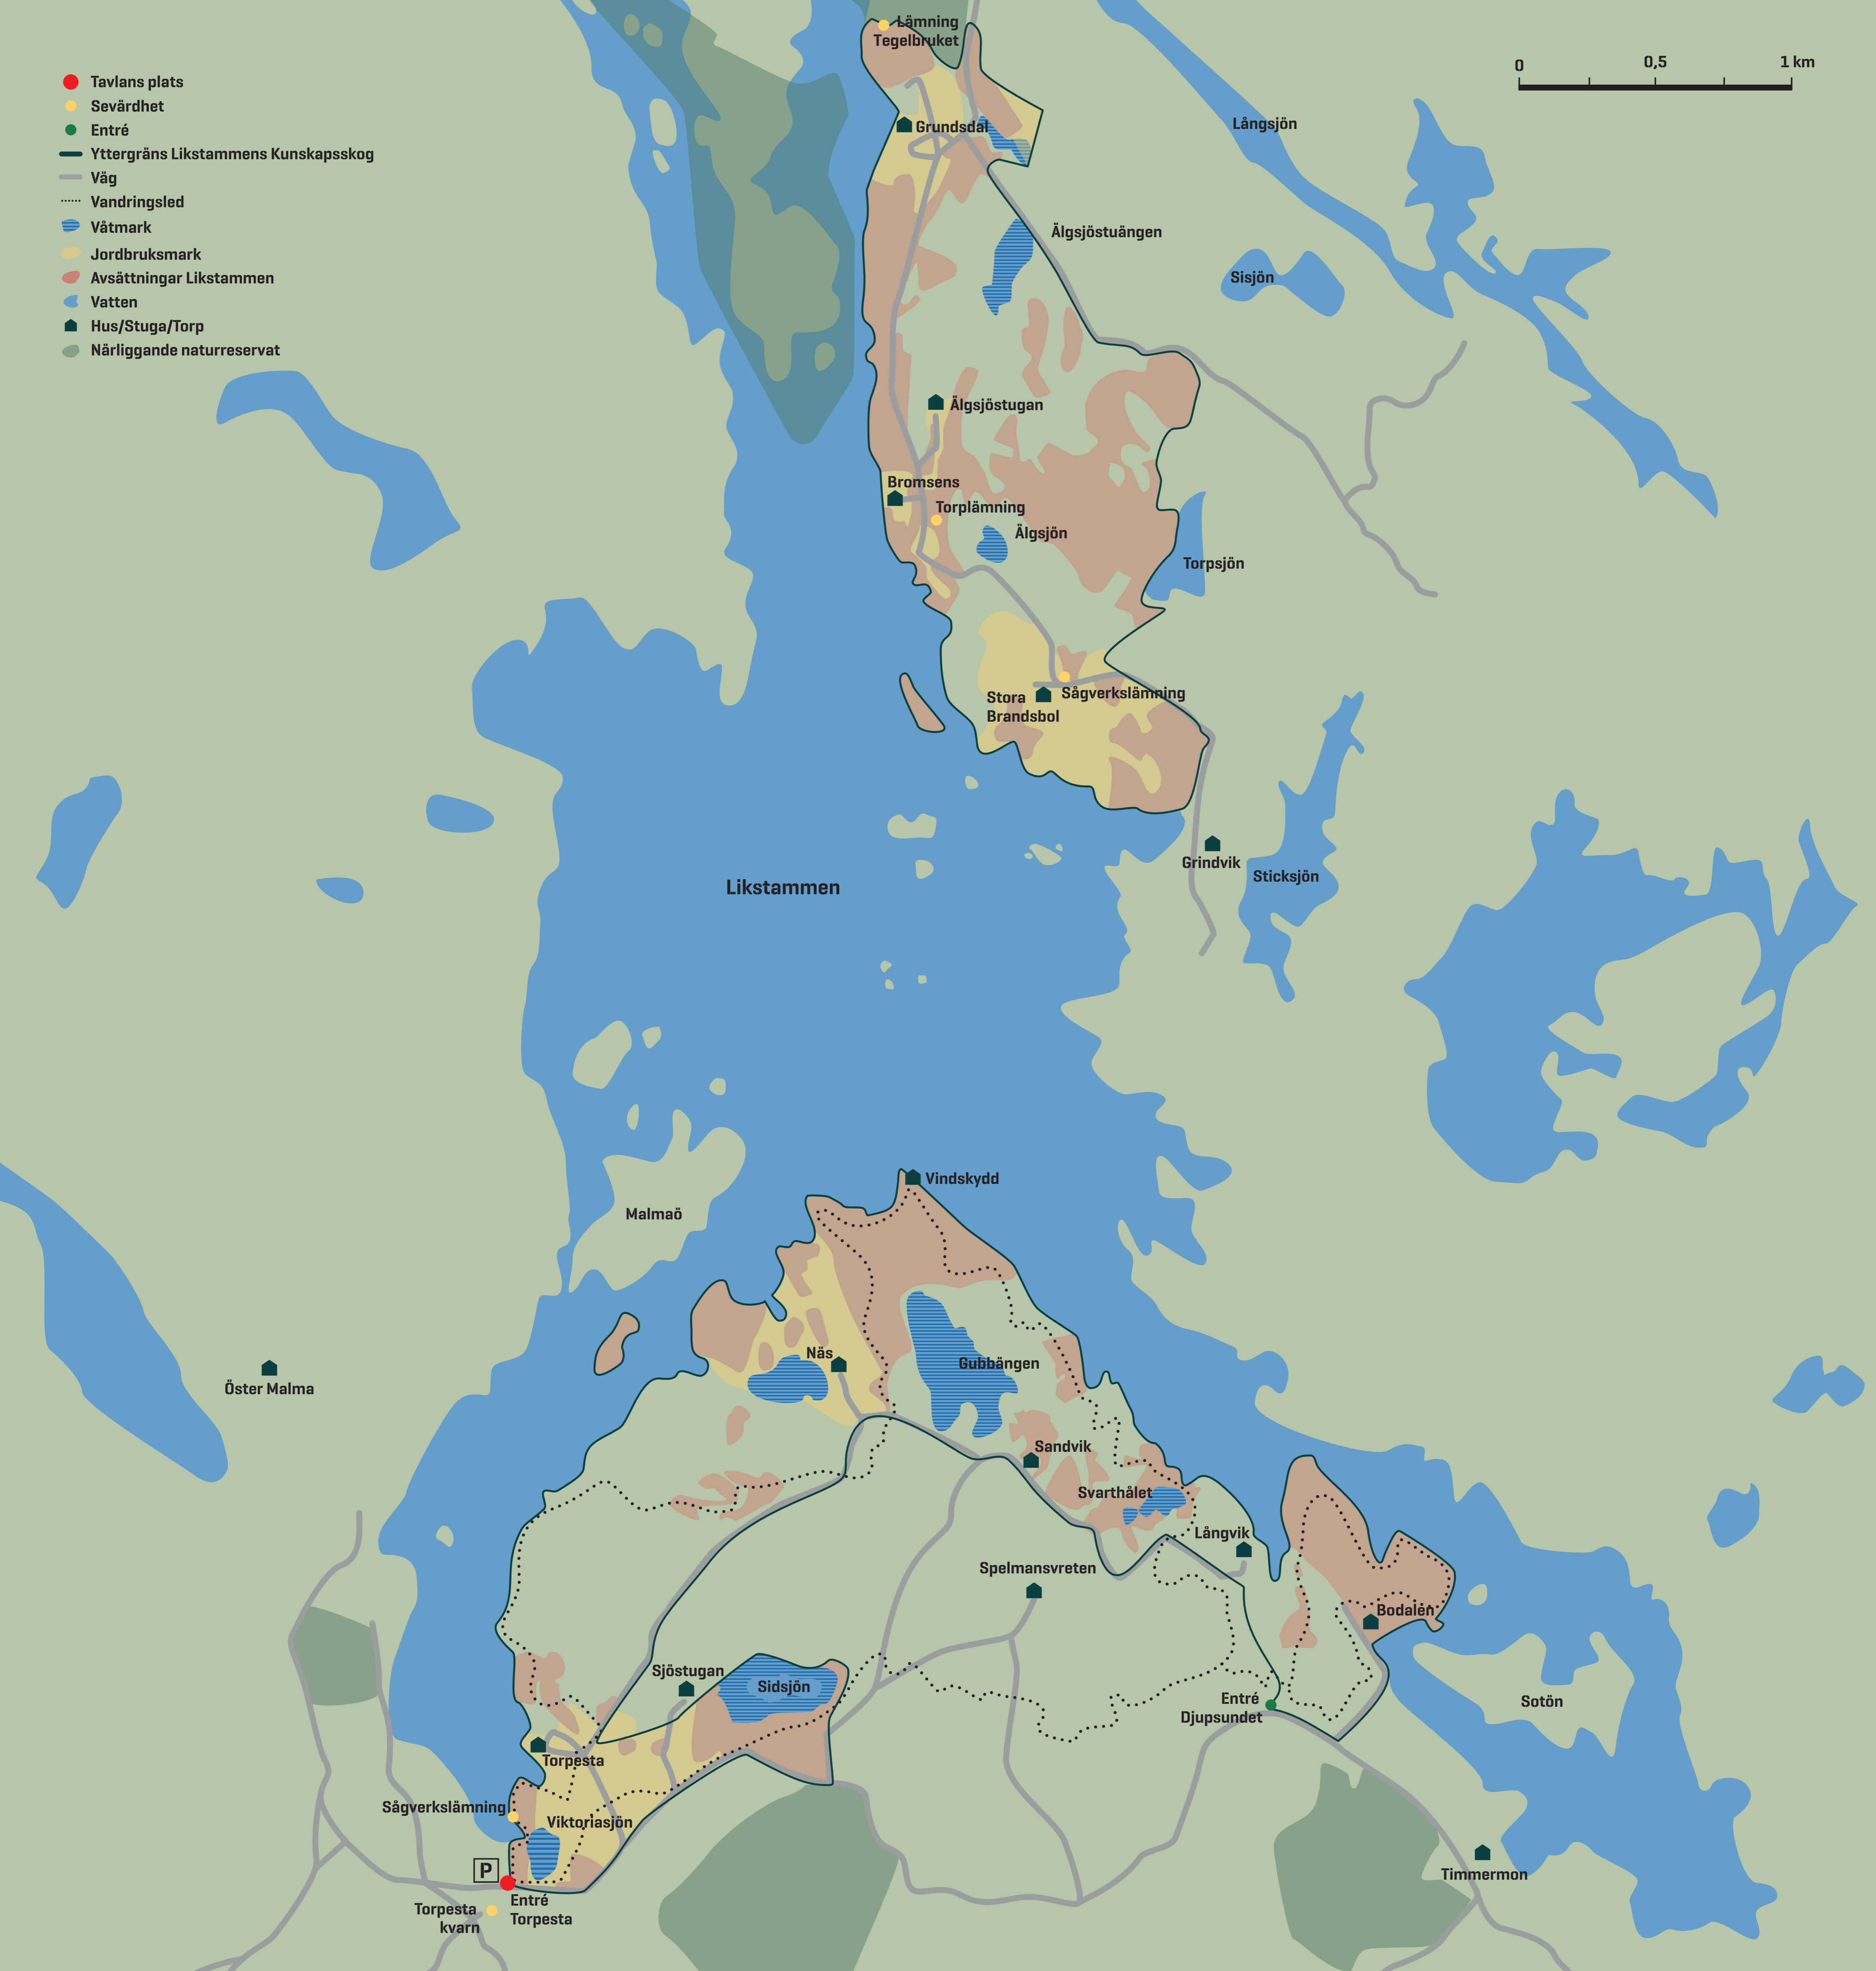 Lämning
Tegelbruket
0
0,5
1 km
Tavlans plats
Sevärdhet
Entré
Yttergräns Likstammens Kunskapsskog
Väg
Vandringsled
Våtmark
Jordbruksmark
Avsättningar Likstammen
Vatten
Hus/Stuga/Torp
Närliggande naturreservat
Långsjön
Grundsdal
Älgsjöstuängen
Sisjön
Älgsjöstugan
Bromsens
Torplämning
Älgsjön
Torpsjön
Stora
Brandsbol
Sågverkslämning
Grindvik
Sticksjön
Likstammen
Vindskydd
Malmaö
Näs
Gubbängen
Öster Malma
Sandvik
Svarthålet
Långvik
Spelmansvreten
Bodalen
Sjöstugan
Sidsjön
Entré
Djupsundet
Sotön
Torpesta
Sågverkslämning
Viktoriasjön
P
Timmermon
Entré
Torpesta
Torpesta
kvarn